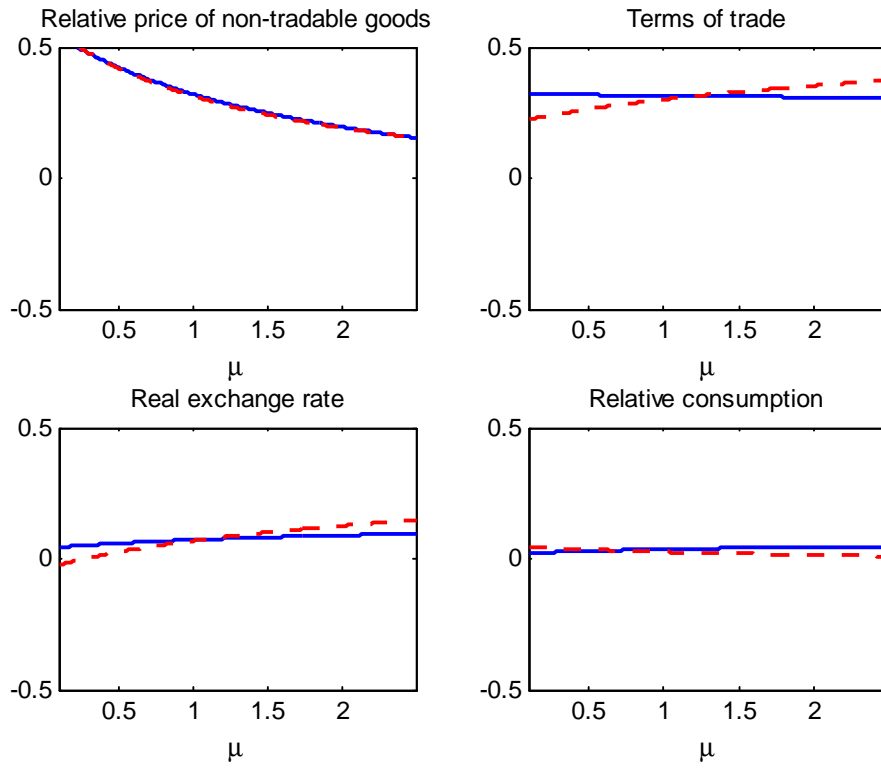 Relative price of non-tradable goods
0.5
0
-0.5
0.5 1 1.5 2
μ
Terms of trade
0.5
0
-0.5
0.5 1 1.5 2
μ
Real exchange rate
0.5
0
-0.5
0.5 1 1.5 2
μ
Relative consumption
0.5
0
-0.5
0.5 1 1.5 2
μ